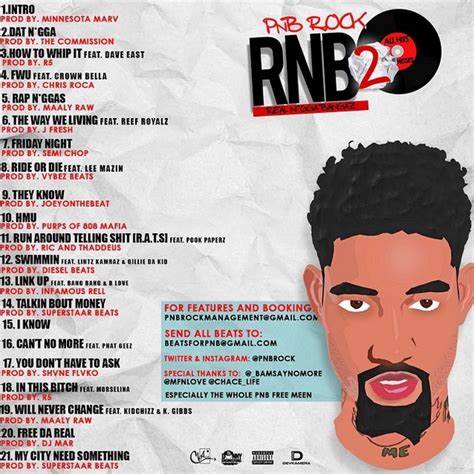 1.INTRO
PROD BY. MINNESOTA MARV
2.DAT N*GGA
PROD BY. THE COMMISSION
3.HOW TO WHIP IT FEAT. DAVE EAST
PROD BY. R5
4. FWU FEAT. CROWN BELLA
PROD BY. CHRIS ROCA
5. RAP N*GGAS
PROD BY. MAALY RAW
6. THE WAY WE LIVING FEAT. REEF ROYALZ
PROD BY. J FRESH
7. FRIDAY NIGHT
PROD BY. SEMI CHOP
8. RIDE OR DIE FEAT. LEE MAZIN
PROD BY. VYBEZ BEATS
9. THEY KNOW
PROD BY. JOEYONTHEBEAT
10. HMU
PROD BY. PURPS OF 808 MAFIA
11. RUN AROUND TELLING SHIT [R.A.T.S] FEAT. POOK PAPERZ
PROD BY. RIC AND THADDEUS
12. SWIMMIN FEAT. LIHTZ KAMRAZ & GILLIE DA KID
PROD BY. DIESEL BEATS
13. LINK UP FEAT. BANG BANG & B LOVE
PROD BY. INFAMOUS RELL
14. TALKIN BOUT MONEY
PROD BY. SUPERSTAAR BEATS
15. I KNOW
16. CAN'T NO MORE FEAT. PHAT GEEZ
17. YOU DON'T HAVE TO ASK
PROD BY. SHVNE FLVKO
18. IN THIS BITCH FEAT. MORSELINA
PROD BY. R5
19. WILL NEVER CHANGE FEAT. KIDCHIZZ & K. GIBBS
PROD BY. MAALY RAW
20. FREE DA REAL
PROD BY. DJ MAR
21. MY CITY NEED SOMETHING
PROD BY. SUPERSTAAR BEATS
PNB ROCK
RNB2
ALL HITS
REAL N*GGA BANGAZ
FOR FEATURES AND BOOKING
PNBROCKMANAGEMENT@GMAIL.COM
SEND ALL BEATS TO:
BEATSFORPNB@GMAIL.COM
TWITTER & INSTAGRAM: @PNBROCK
SPECIAL THANKS TO: @_BAMSAYNOMORE
@MFNLOVE @CHACE_LIFE
ESPECIALLY THE WHOLE PNB FREE MEEN
ME
DEVKAMERA